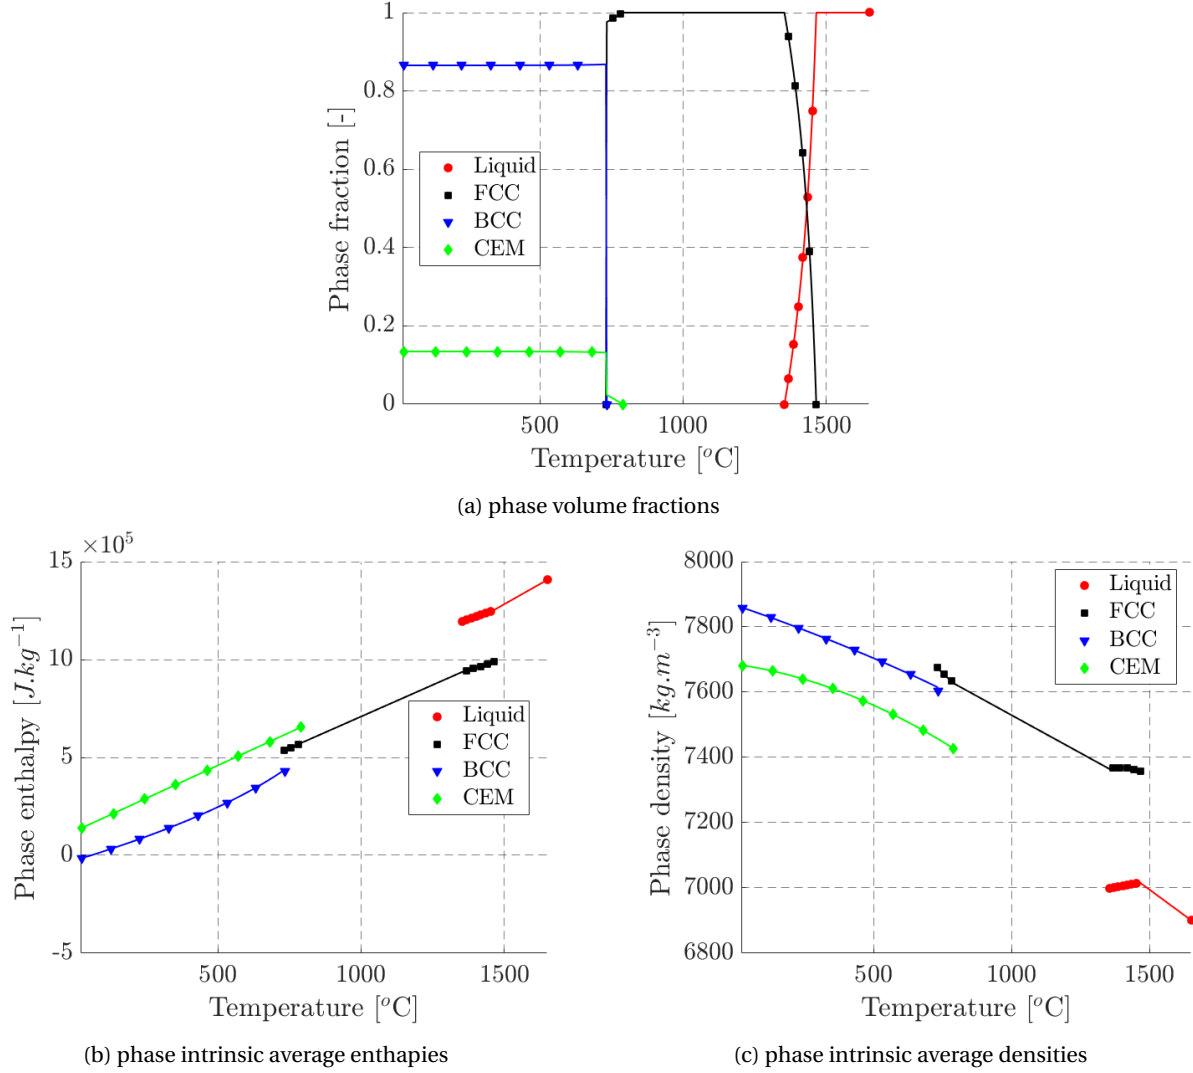 1
0.8
0.6
0.4
0.2
0
Phase fraction [-]
Liquid
FCC
BCC
CEM
500
1000
1500
Temperature [°C]
(a) phase volume fractions
×10⁵
15
10
5
0
-5
Phase enthalpy [J.kg⁻¹]
Liquid
FCC
BCC
CEM
500
1000
1500
Temperature [°C]
(b) phase intrinsic average enthapies
8000
7800
7600
7400
7200
7000
6800
Phase density [kg.m⁻³]
Liquid
FCC
BCC
CEM
500
1000
1500
Temperature [°C]
(c) phase intrinsic average densities